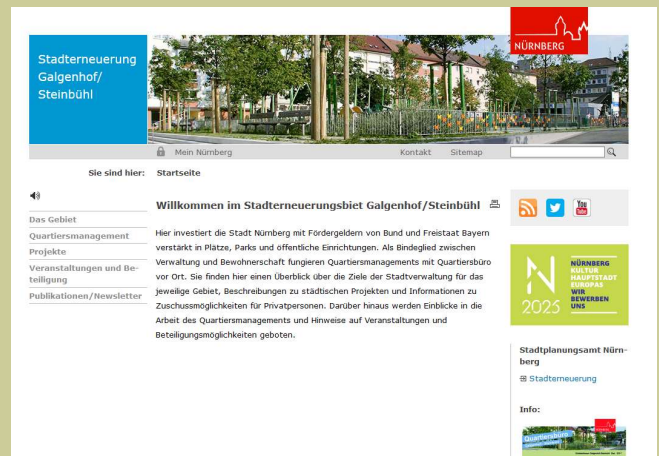 NÜRNBERG
Stadterneuerung
Galgenhof/
Steinbühl
Mein Nürnberg
Kontakt
Sitemap
Sie sind hier:
Startseite
Das Gebiet
Quartiersmanagement
Projekte
Veranstaltungen und Be-
teiligung
Publikationen/Newsletter
Willkommen im Stadterneuerungsbiet Galgenhof/Steinbühl
Hier investiert die Stadt Nürnberg mit Fördergeldern von Bund und Freistaat Bayern
verstärkt in Plätze, Parks und öffentliche Einrichtungen. Als Bindeglied zwischen
Verwaltung und Bewohnerschaft fungieren Quartiersmanagements mit Quartiersbüro
vor Ort. Sie finden hier einen Überblick über die Ziele der Stadtverwaltung für das
jeweilige Gebiet, Beschreibungen zu städtischen Projekten und Informationen zu
Zuschussmöglichkeiten für Privatpersonen. Darüber hinaus werden Einblicke in die
Arbeit des Quartiersmanagements und Hinweise auf Veranstaltungen und
Beteiligungsmöglichkeiten geboten.
You
Tube
N
2025
NÜRNBERG
KULTUR
HAUPTSTADT
EUROPAS
WIR
BEWERBEN
UNS
Stadtplanungsamt Nürn-
berg
Stadterneuerung
Info:
Quartiersbüro